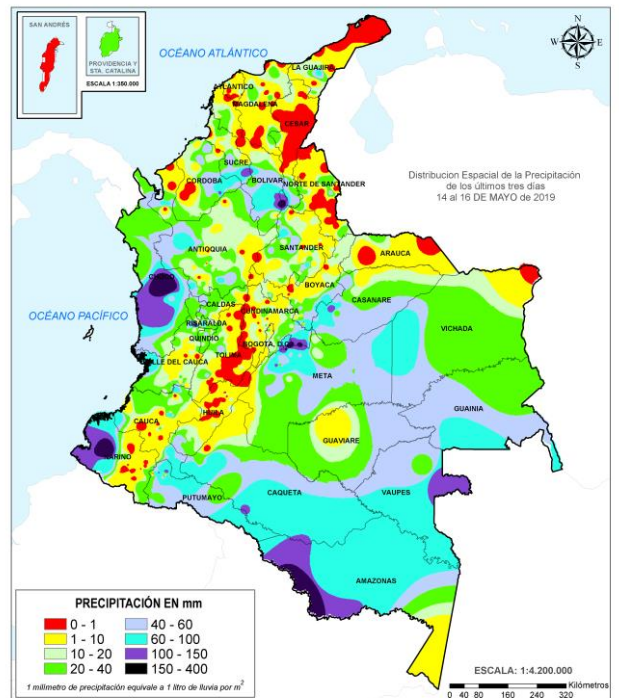 SAN ANDRÉS
PROVIDENCIA Y
STA. CATALINA
ESCALA 1:350.000
OCÉANO ATLÁNTICO
N
W
E
S
LA GUAJIRA
ATLÁNTICO
MAGDALENA
CESAR
SUCRE
CORDOBA
BOLIVAR
NORTE DE SANTANDER
Distribucion Espacial de la Precipitación
de los últimos tres días
14 al 16 DE MAYO de 2019
ANTIOQUIA
SANTANDER
ARAUCA
CHOCO
BOYACA
CASANARE
OCÉANO PACÍFICO
CALDAS
CUNDINAMARCA
RISARALDA
VICHADA
QUINDIO
BOGOTA, D.C.
TOLIMA
VALLE DEL CAUCA
META
GUAINIA
HUILA
CAUCA
GUAVIARE
NARIÑO
PUTUMAYO
CAQUETA
VAUPES
AMAZONAS
PRECIPITACIÓN EN mm
0 - 1
40 - 60
1 - 10
60 - 100
10 - 20
100 - 150
20 - 40
150 - 400
1 milímetro de precipitación equivale a 1 litro de lluvia por m²
ESCALA: 1:4.200.000
Kilómetros
0 40 80 160 240 320